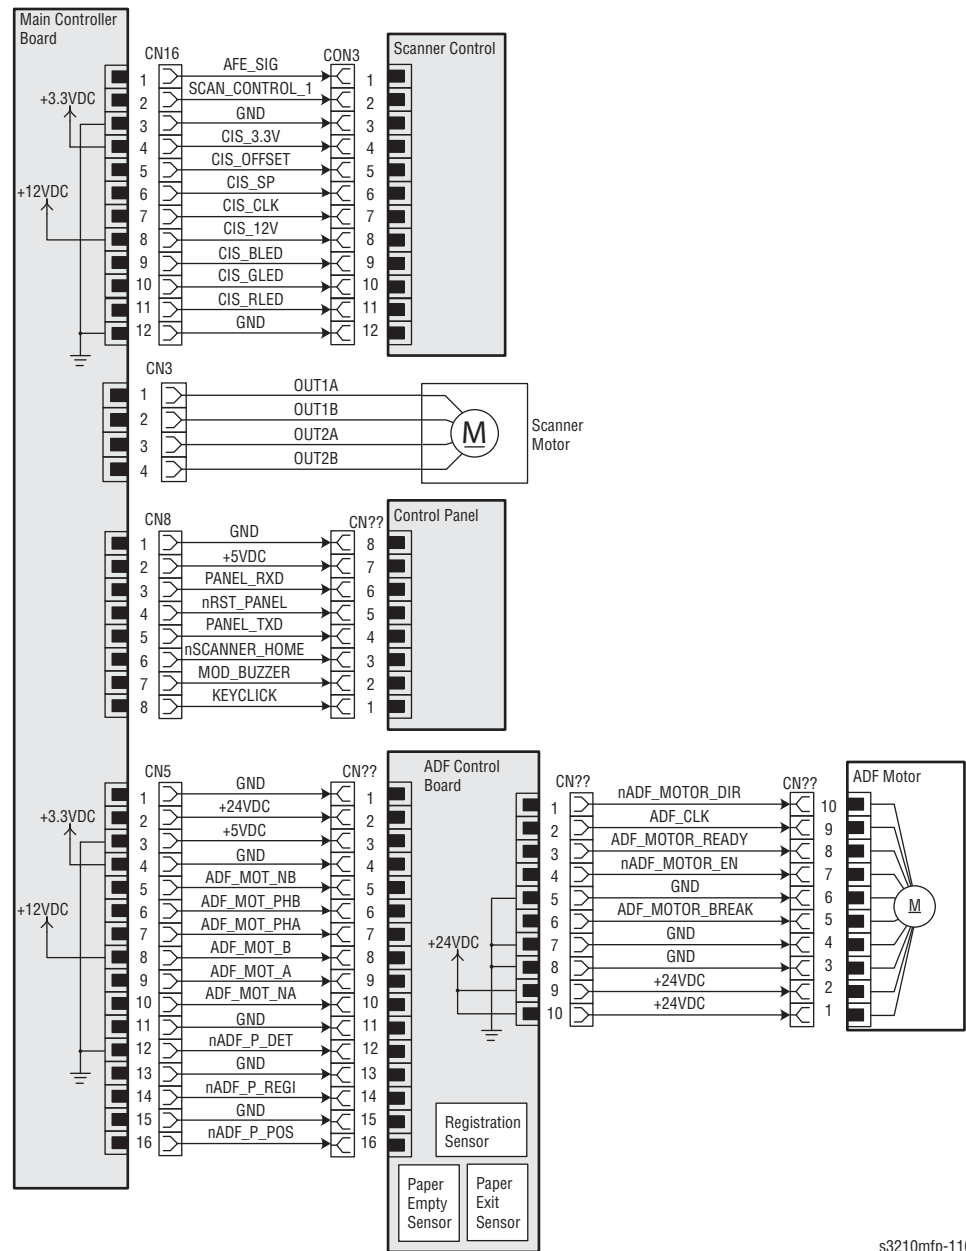 Main Controller
Board
CN16
CON3
Scanner Control
1 AFE_SIG 1
2 SCAN_CONTROL_1 2
+3.3VDC
3 GND 3
4 CIS_3.3V 4
5 CIS_OFFSET 5
+12VDC
6 CIS_SP 6
7 CIS_CLK 7
8 CIS_12V 8
9 CIS_BLED 9
10 CIS_GLED 10
11 CIS_RLED 11
12 GND 12
CN3
1 OUT1A
2 OUT1B
3 OUT2A
4 OUT2B
M
Scanner
Motor
CN8
CN??
Control Panel
1 GND 8
2 +5VDC 7
3 PANEL_RXD 6
4 nRST_PANEL 5
5 PANEL_TXD 4
6 nSCANNER_HOME 3
7 MOD_BUZZER 2
8 KEYCLICK 1
CN5
CN??
ADF Control
Board
1 GND 1
2 +24VDC 2
+3.3VDC
3 +5VDC 3
4 GND 4
5 ADF_MOT_NB 5
+12VDC
6 ADF_MOT_PHB 6
7 ADF_MOT_PHA 7
8 ADF_MOT_B 8
9 ADF_MOT_A 9
10 ADF_MOT_NA 10
11 GND 11
12 nADF_P_DET 12
13 GND 13
14 nADF_P_REGI 14
15 GND 15
16 nADF_P_POS 16
CN??
CN??
ADF Motor
1 nADF_MOTOR_DIR 10
2 ADF_CLK 9
3 ADF_MOTOR_READY 8
4 nADF_MOTOR_EN 7
5 GND 6
6 ADF_MOTOR_BREAK 5
+24VDC
7 GND 4
8 GND 3
9 +24VDC 2
10 +24VDC 1
M
Registration
Sensor
Paper
Empty
Sensor
Paper
Exit
Sensor